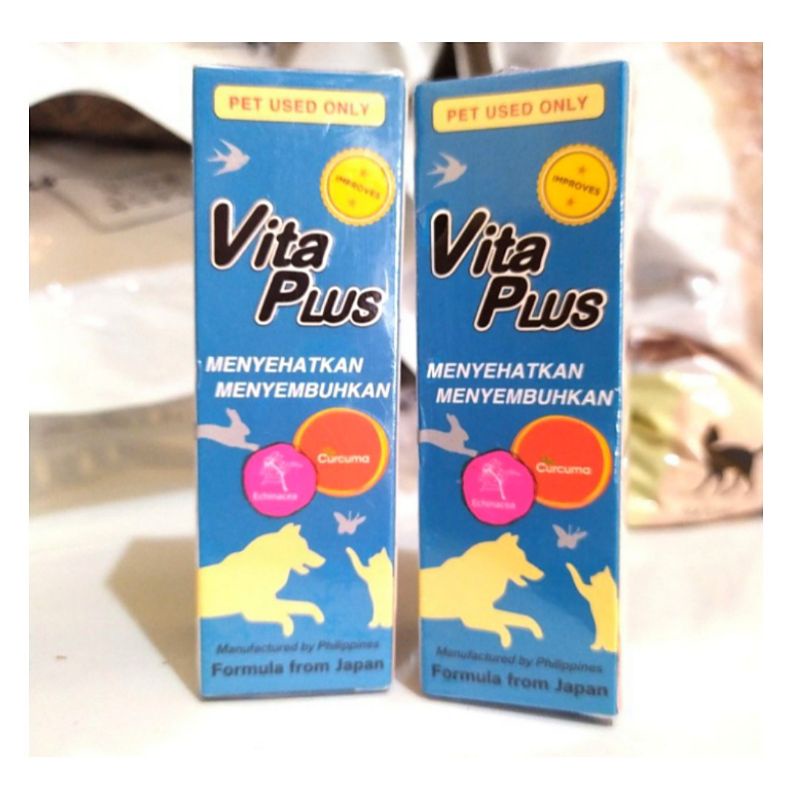 PET USED ONLY
IMPROVES
Vita
PLUS
MENYEHATKAN
MENYEMBUHKAN
Curcuma
Echinacea
Manufactured by Philippines
Formula from Japan
PET USED ONLY
IMPROVES
Vita
PLUS
MENYEHATKAN
MENYEMBUHKAN
Curcuma
Echinacea
Manufactured by Philippines
Formula from Japan